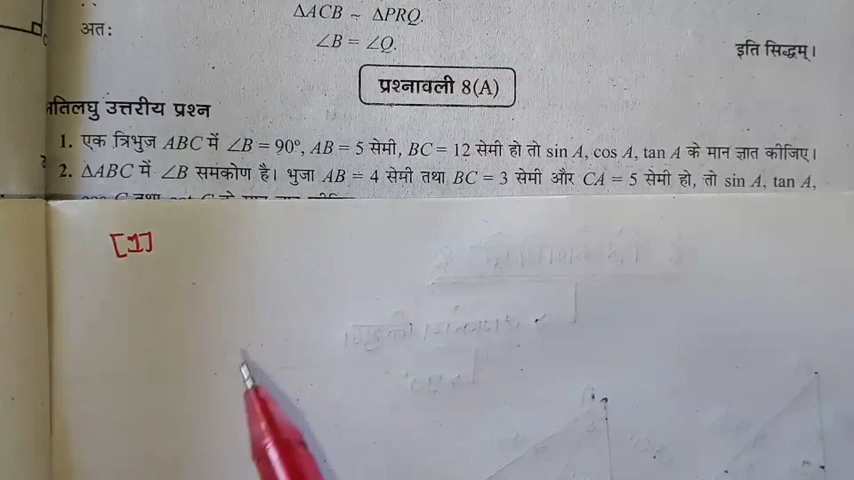 ΔACB ~ ΔPRQ.
अतः
∠B = ∠Q.
इति सिद्धम्।
प्रश्नावली 8(A)
उत्तरीय प्रश्न
1. एक त्रिभुज ABC में ∠B = 90°, AB = 5 सेमी, BC = 12 सेमी हो तो sin A, cos A, tan A के मान ज्ञात कीजिए।
2. ΔABC में ∠B समकोण है। भुजा AB = 4 सेमी तथा BC = 3 सेमी और CA = 5 सेमी हो, तो sin A, tan A,
[1]